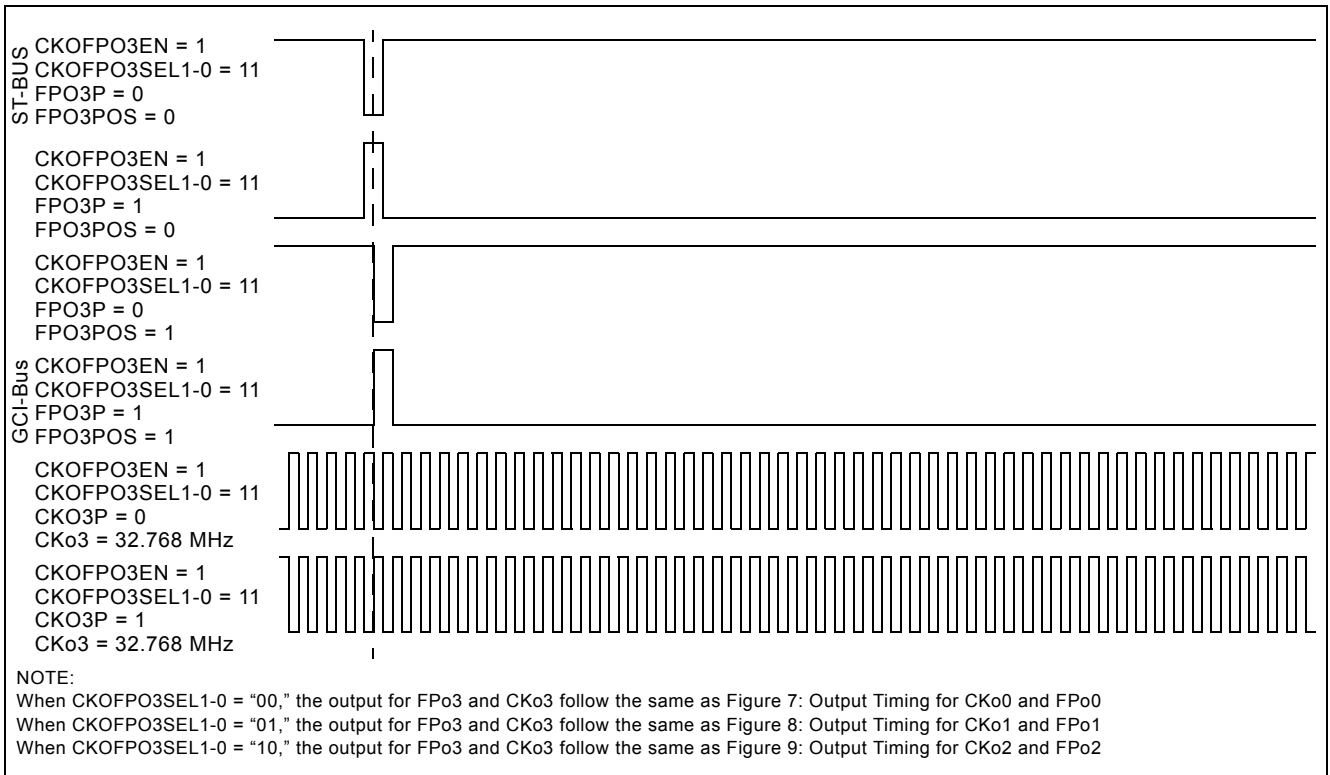 ST-BUS
CKOFPO3EN = 1
CKOFPO3SEL1-0 = 11
FPO3P = 0
FPO3POS = 0
CKOFPO3EN = 1
CKOFPO3SEL1-0 = 11
FPO3P = 1
FPO3POS = 0
CKOFPO3EN = 1
CKOFPO3SEL1-0 = 11
FPO3P = 0
FPO3POS = 1
GCI-Bus
CKOFPO3EN = 1
CKOFPO3SEL1-0 = 11
FPO3P = 1
FPO3POS = 1
CKOFPO3EN = 1
CKOFPO3SEL1-0 = 11
CKO3P = 0
CKo3 = 32.768 MHz
CKOFPO3EN = 1
CKOFPO3SEL1-0 = 11
CKO3P = 1
CKo3 = 32.768 MHz
NOTE:
When CKOFPO3SEL1-0 = “00,” the output for FPo3 and CKo3 follow the same as Figure 7: Output Timing for CKo0 and FPo0
When CKOFPO3SEL1-0 = “01,” the output for FPo3 and CKo3 follow the same as Figure 8: Output Timing for CKo1 and FPo1
When CKOFPO3SEL1-0 = “10,” the output for FPo3 and CKo3 follow the same as Figure 9: Output Timing for CKo2 and FPo2